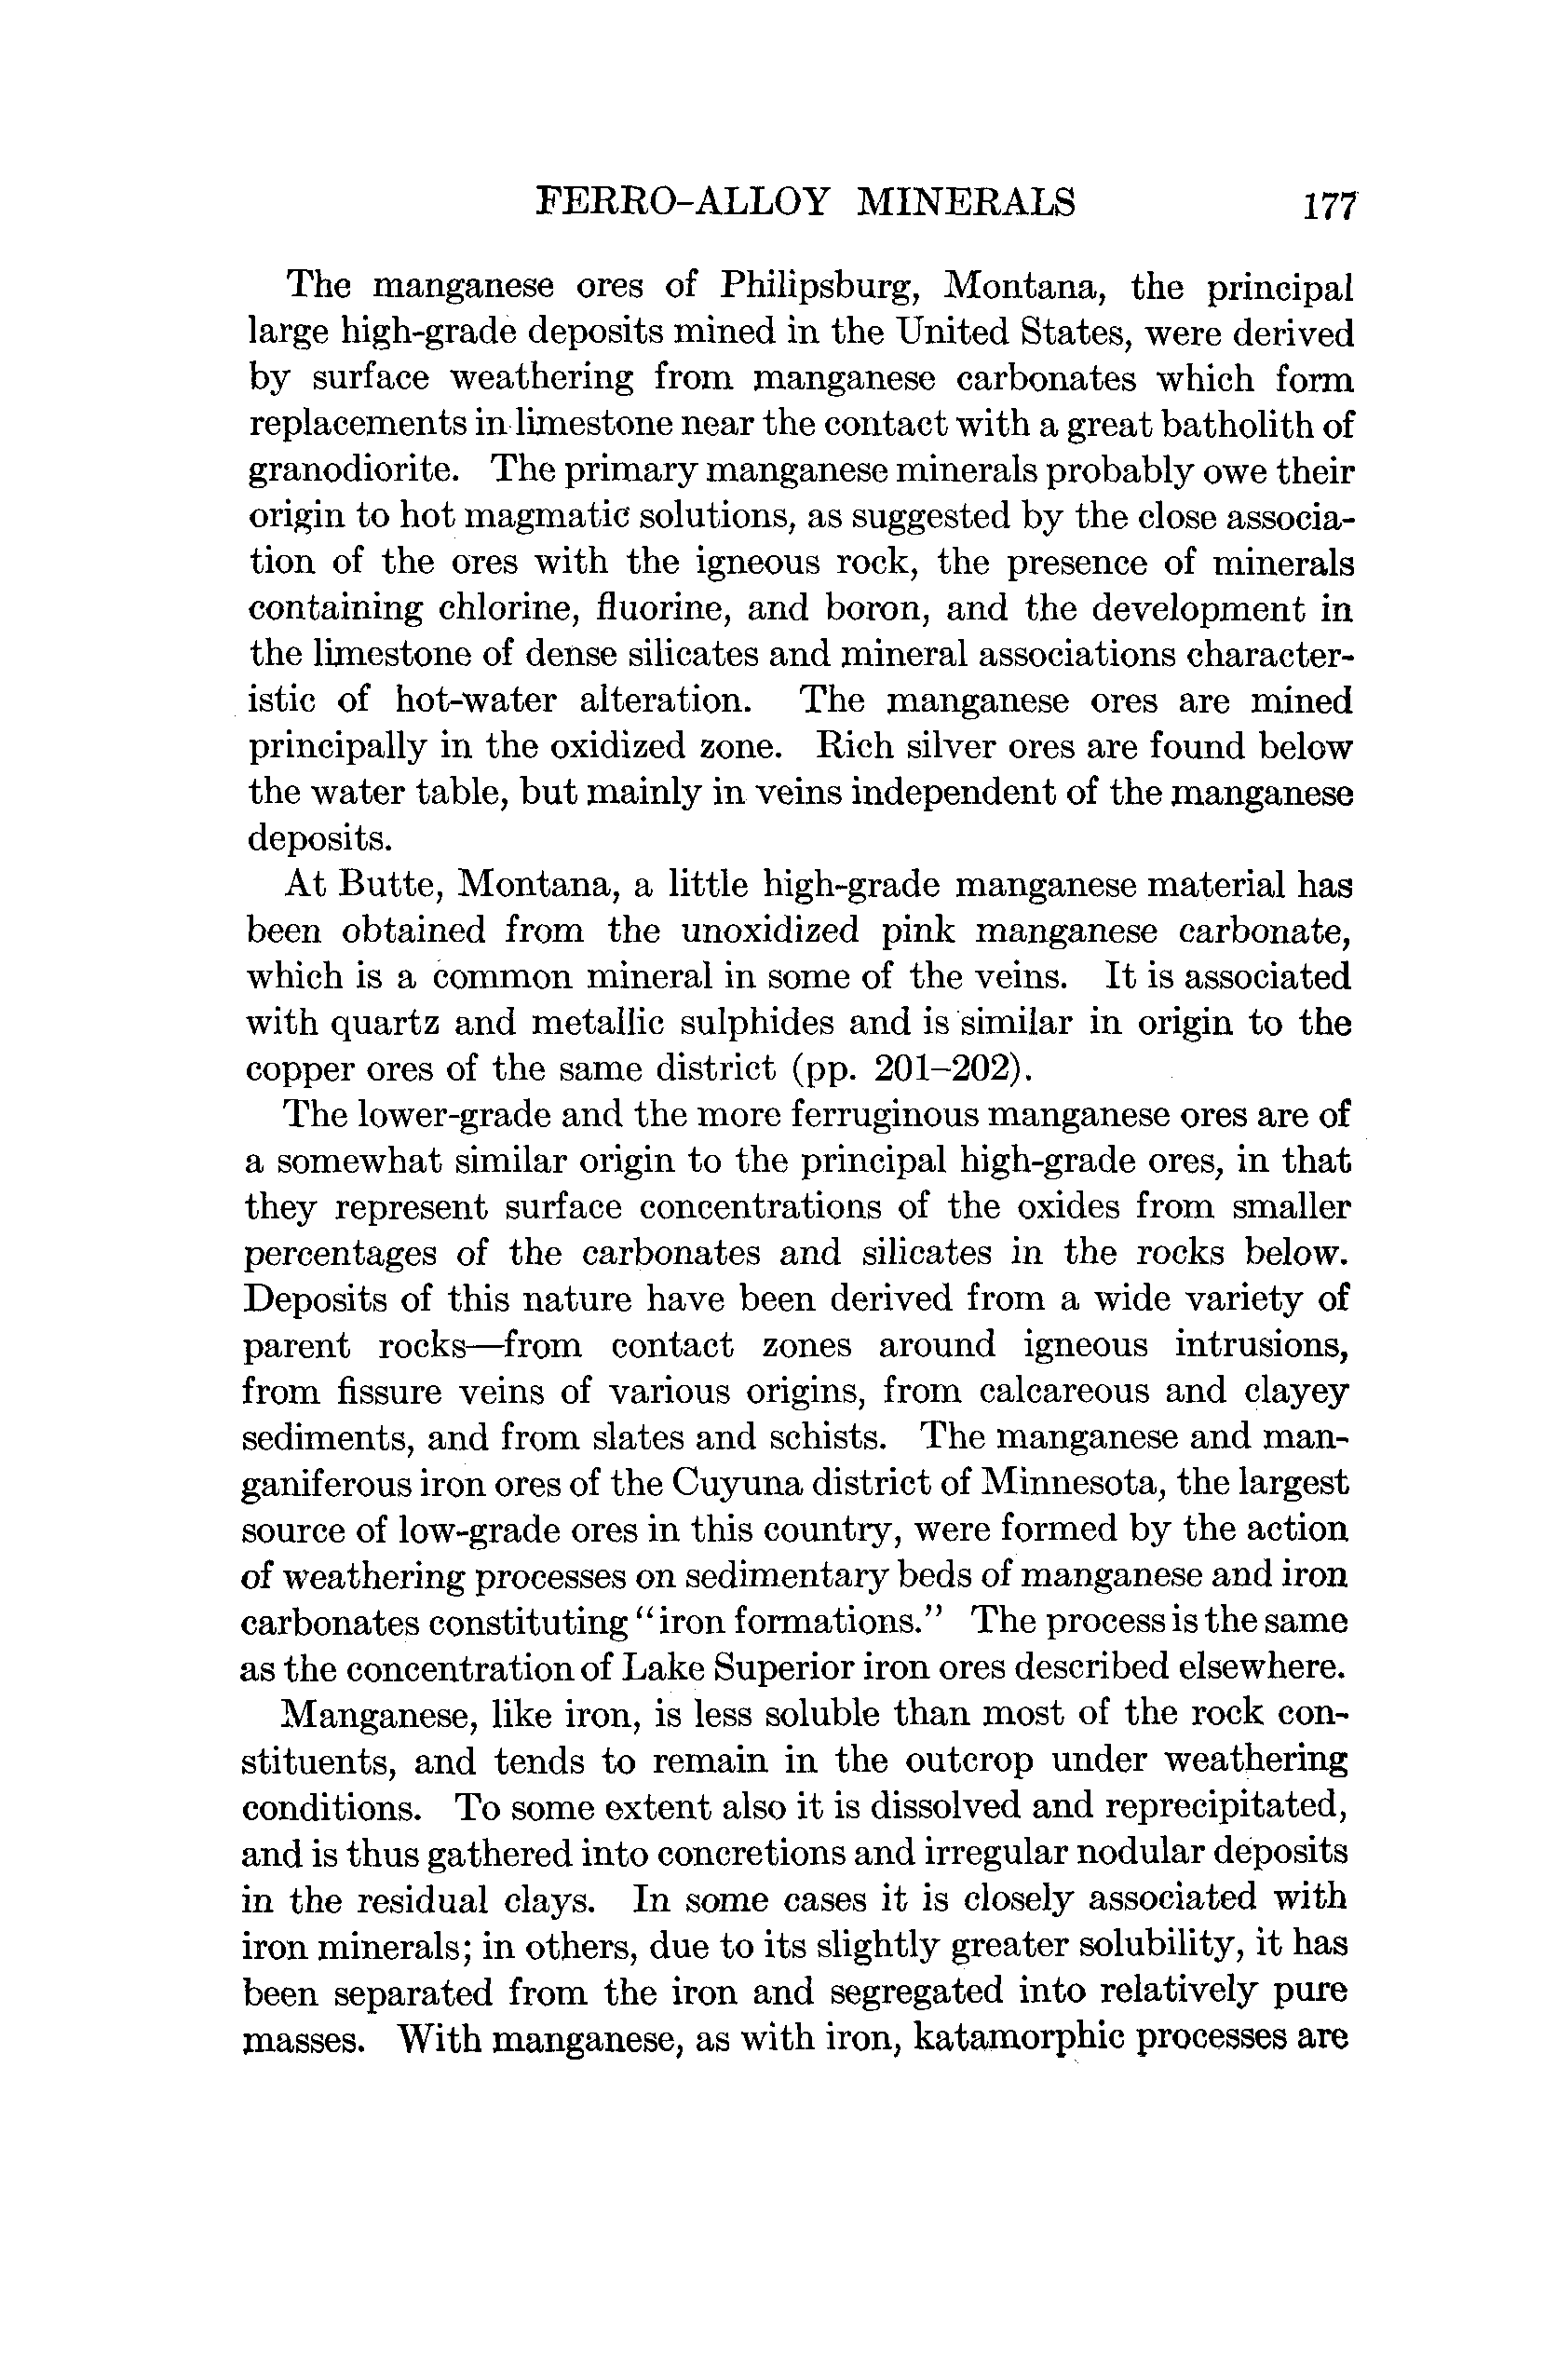 FERRO-ALLOY MINERALS 177
The manganese ores of Philipsburg, Montana, the principal
large high-grade deposits mined in the United States, were derived
by surface weathering from manganese carbonates which form
replacements in limestone near the contact with a great batholith of
granodiorite. The primary manganese minerals probably owe their
origin to hot magmatic solutions, as suggested by the close associa-
tion of the ores with the igneous rock, the presence of minerals
containing chlorine, fluorine, and boron, and the development in
the limestone of dense silicates and mineral associations character-
istic of hot-water alteration. The manganese ores are mined
principally in the oxidized zone. Rich silver ores are found below
the water table, but mainly in veins independent of the manganese
deposits.
At Butte, Montana, a little high-grade manganese material has
been obtained from the unoxidized pink manganese carbonate,
which is a common mineral in some of the veins. It is associated
with quartz and metallic sulphides and is similar in origin to the
copper ores of the same district (pp. 201–202).
The lower-grade and the more ferruginous manganese ores are of
a somewhat similar origin to the principal high-grade ores, in that
they represent surface concentrations of the oxides from smaller
percentages of the carbonates and silicates in the rocks below.
Deposits of this nature have been derived from a wide variety of
parent rocks—from contact zones around igneous intrusions,
from fissure veins of various origins, from calcareous and clayey
sediments, and from slates and schists. The manganese and man-
ganiferous iron ores of the Cuyuna district of Minnesota, the largest
source of low-grade ores in this country, were formed by the action
of weathering processes on sedimentary beds of manganese and iron
carbonates constituting “iron formations.” The process is the same
as the concentration of Lake Superior iron ores described elsewhere.
Manganese, like iron, is less soluble than most of the rock con-
stituents, and tends to remain in the outcrop under weathering
conditions. To some extent also it is dissolved and reprecipitated,
and is thus gathered into concretions and irregular nodular deposits
in the residual clays. In some cases it is closely associated with
iron minerals; in others, due to its slightly greater solubility, it has
been separated from the iron and segregated into relatively pure
masses. With manganese, as with iron, katamorphic processes are